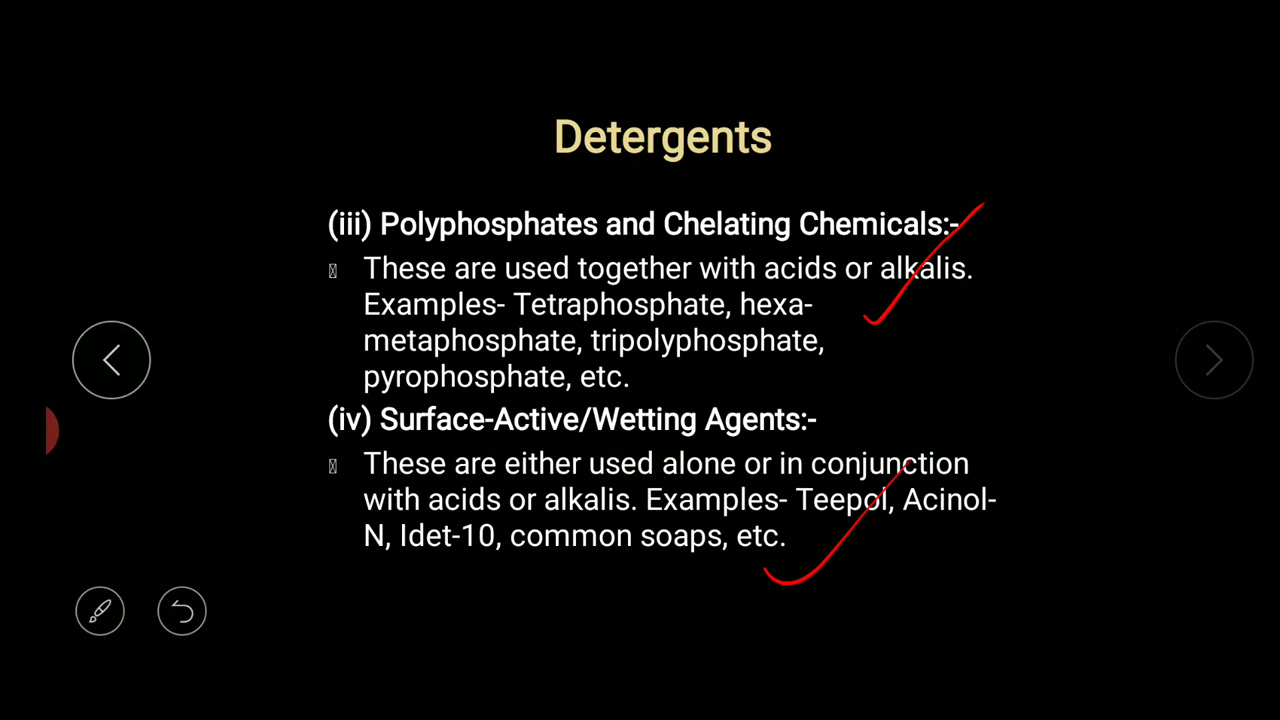 Detergents
(iii) Polyphosphates and Chelating Chemicals:-
These are used together with acids or alkalis.
Examples- Tetraphosphate, hexa-
metaphosphate, tripolyphosphate,
pyrophosphate, etc.
(iv) Surface-Active/Wetting Agents:-
These are either used alone or in conjunction
with acids or alkalis. Examples- Teepol, Acinol-
N, Idet-10, common soaps, etc.